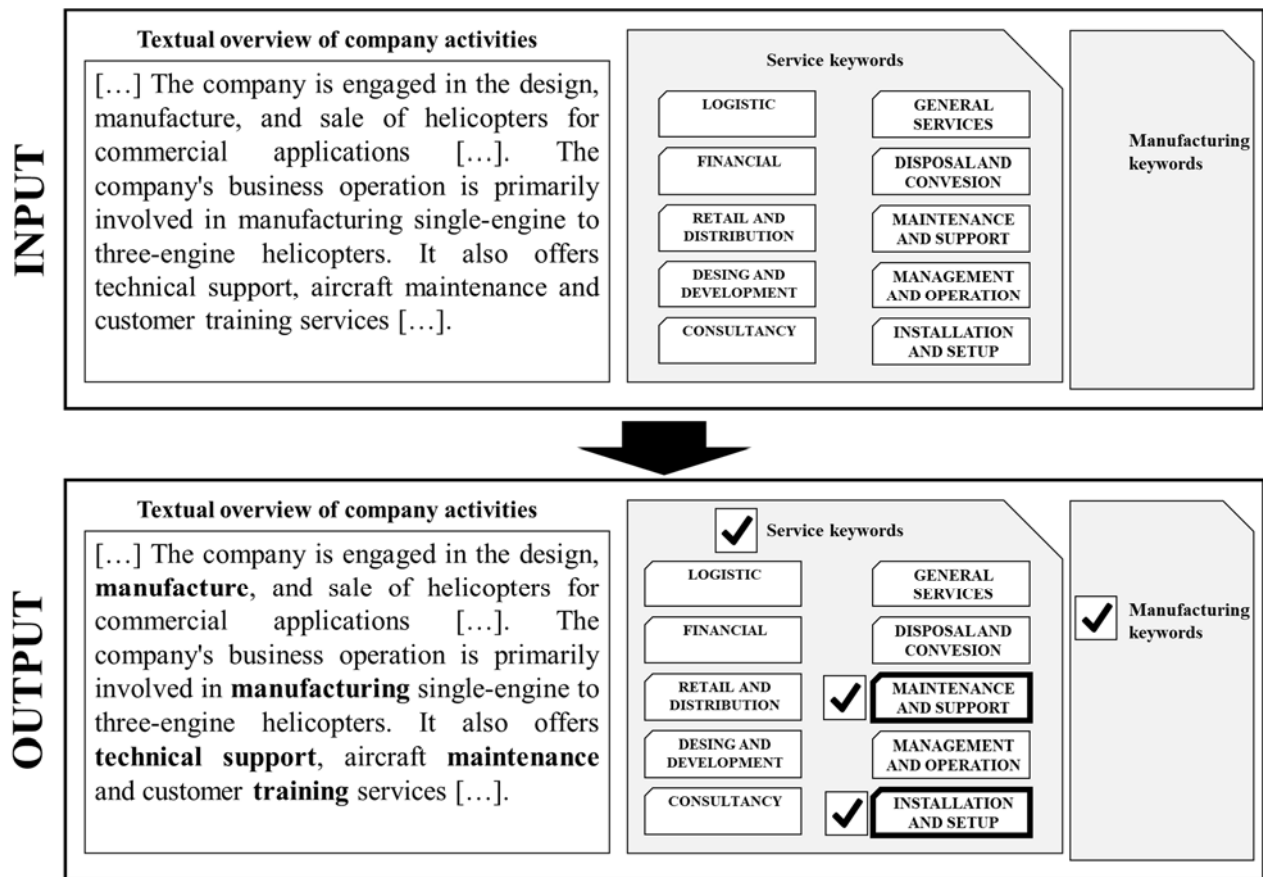 INPUT
Textual overview of company activities
[…] The company is engaged in the design,
manufacture, and sale of helicopters for
commercial applications […]. The
company's business operation is primarily
involved in manufacturing single-engine to
three-engine helicopters. It also offers
technical support, aircraft maintenance and
customer training services […].
Service keywords
LOGISTIC
FINANCIAL
RETAIL AND
DISTRIBUTION
DESING AND
DEVELOPMENT
CONSULTANCY
GENERAL
SERVICES
DISPOSAL AND
CONVESION
MAINTENANCE
AND SUPPORT
MANAGEMENT
AND OPERATION
INSTALLATION
AND SETUP
Manufacturing
keywords
OUTPUT
Textual overview of company activities
[…] The company is engaged in the design,
manufacture, and sale of helicopters for
commercial applications […]. The
company's business operation is primarily
involved in manufacturing single-engine to
three-engine helicopters. It also offers
technical support, aircraft maintenance
and customer training services […].
Service keywords
LOGISTIC
FINANCIAL
RETAIL AND
DISTRIBUTION
DESING AND
DEVELOPMENT
CONSULTANCY
GENERAL
SERVICES
DISPOSAL AND
CONVESION
MAINTENANCE
AND SUPPORT
MANAGEMENT
AND OPERATION
INSTALLATION
AND SETUP
Manufacturing
keywords